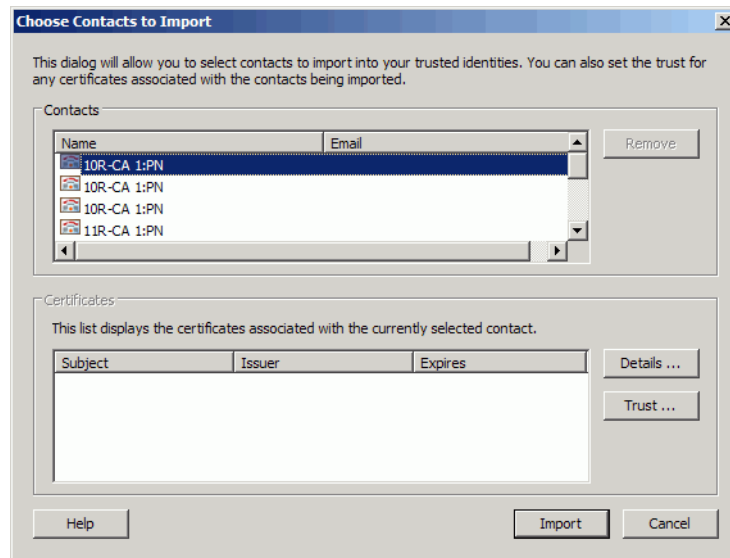 Choose Contacts to Import
This dialog will allow you to select contacts to import into your trusted identities. You can also set the trust for
any certificates associated with the contacts being imported.
Contacts
Name Email
Remove
10R-CA 1:PN
10R-CA 1:PN
10R-CA 1:PN
11R-CA 1:PN
Certificates
This list displays the certificates associated with the currently selected contact.
Subject Issuer Expires
Details ...
Trust ...
Help Import Cancel